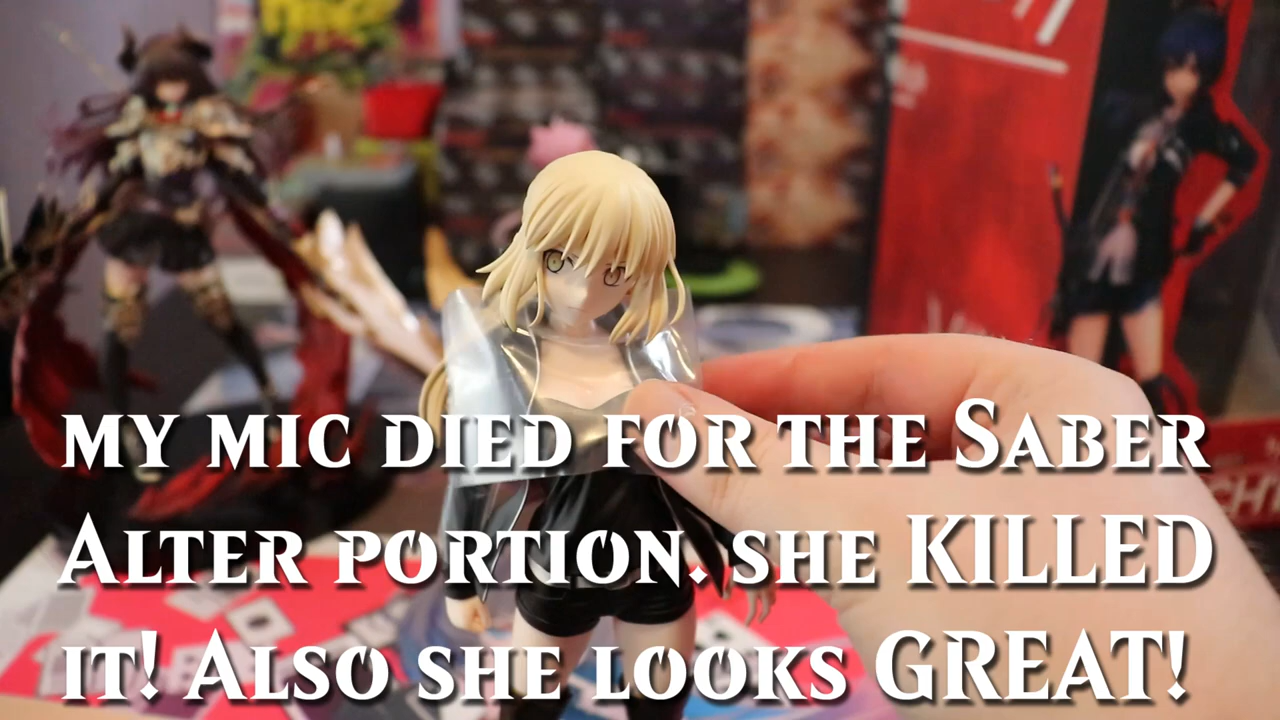 my mic died for the Saber
Alter portion. she KILLED
it! Also she looks GREAT!